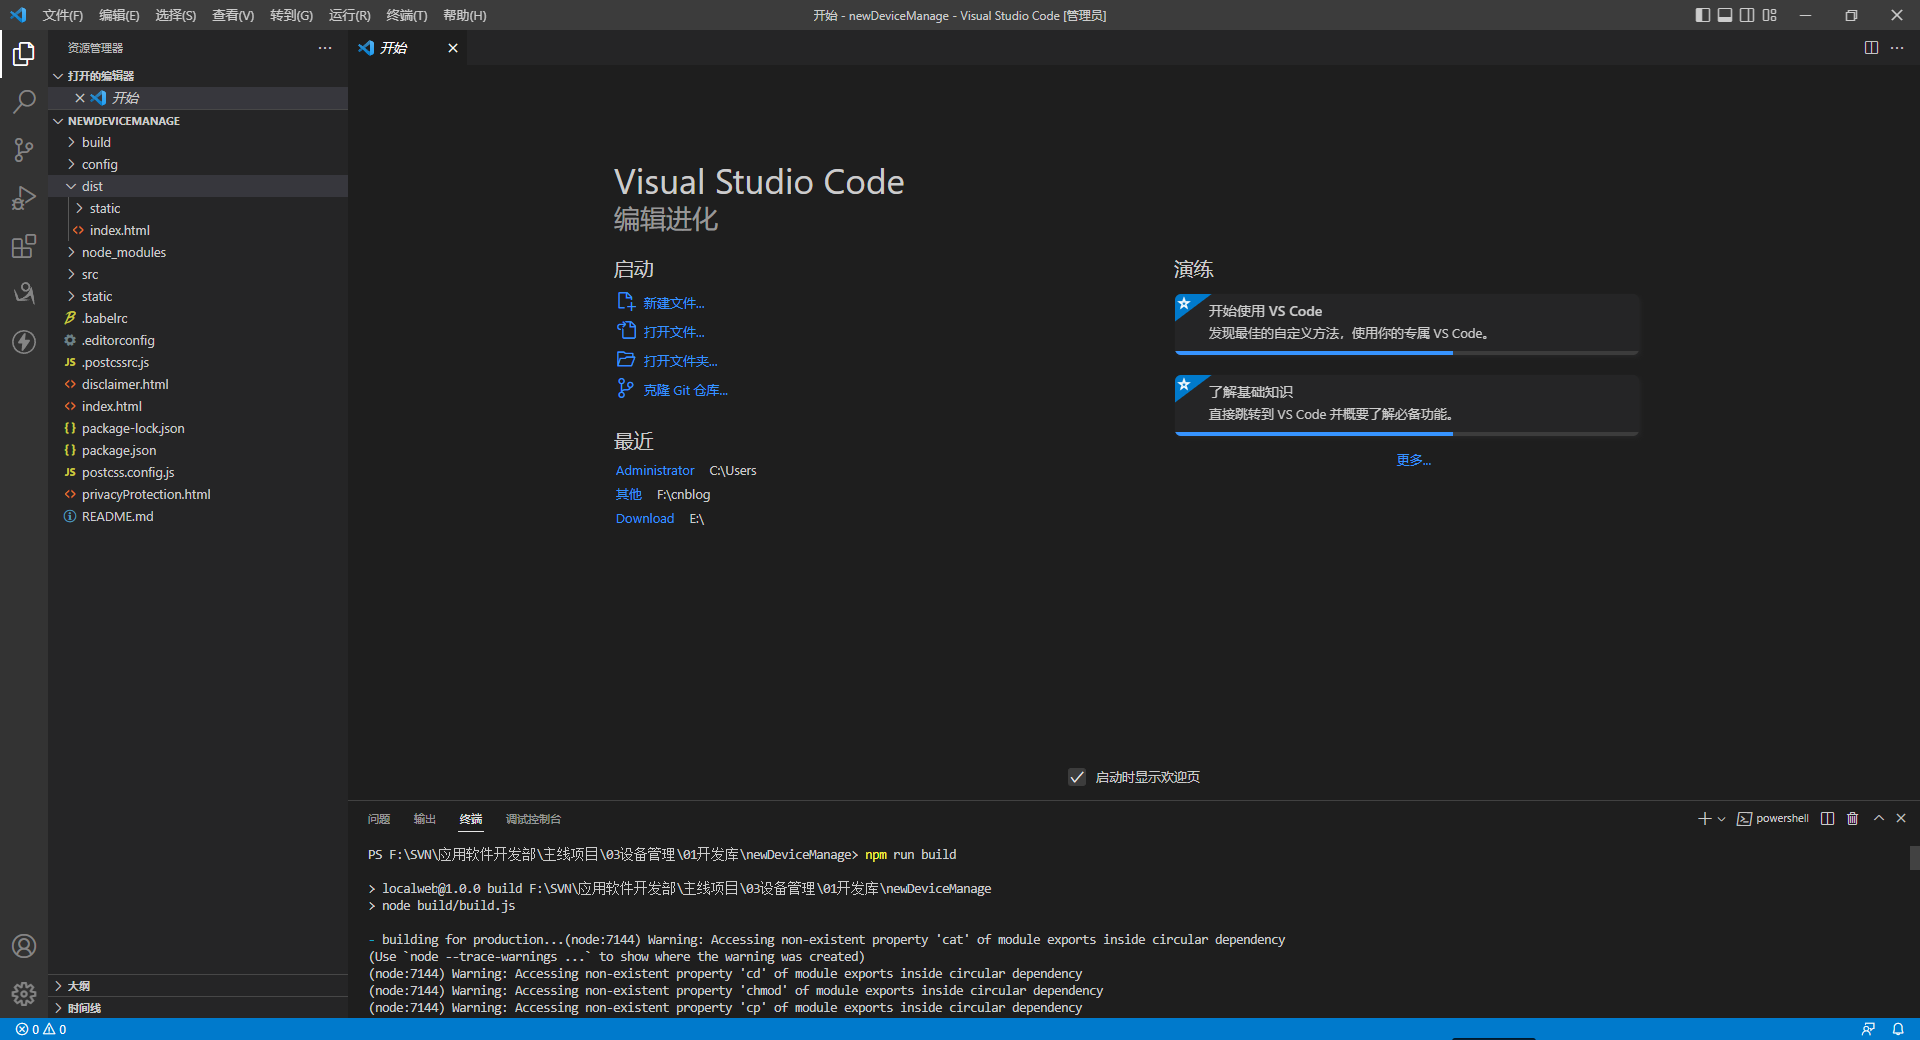 文件(F) 编辑(E) 选择(S) 查看(V) 转到(G) 运行(R) 终端(T) 帮助(H)
开始 - newDeviceManage - Visual Studio Code [管理员]
资源管理器
打开的编辑器
开始
NEWDEVICEMANAGE
build
config
dist
static
index.html
node_modules
src
static
.babelrc
.editorconfig
.postcssrc.js
disclaimer.html
index.html
package-lock.json
package.json
postcss.config.js
privacyProtection.html
README.md
大纲
时间线
开始
Visual Studio Code
编辑进化
启动
新建文件...
打开文件...
打开文件夹...
克隆 Git 仓库...
最近
Administrator C:\Users
其他 F:\cnblog
Download E:\
演练
开始使用 VS Code
发现最佳的自定义方法，使用你的专属 VS Code。
了解基础知识
直接跳转到 VS Code 并概要了解必备功能。
更多...
启动时显示欢迎页
问题 输出 终端 调试控制台
powershell
PS F:\SVN\应用软件开发部\主线项目\03设备管理\01开发库\newDeviceManage> npm run build
> localweb@1.0.0 build F:\SVN\应用软件开发部\主线项目\03设备管理\01开发库\newDeviceManage
> node build/build.js
- building for production...(node:7144) Warning: Accessing non-existent property 'cat' of module exports inside circular dependency
(Use `node --trace-warnings ...` to show where the warning was created)
(node:7144) Warning: Accessing non-existent property 'cd' of module exports inside circular dependency
(node:7144) Warning: Accessing non-existent property 'chmod' of module exports inside circular dependency
(node:7144) Warning: Accessing non-existent property 'cp' of module exports inside circular dependency
0 0